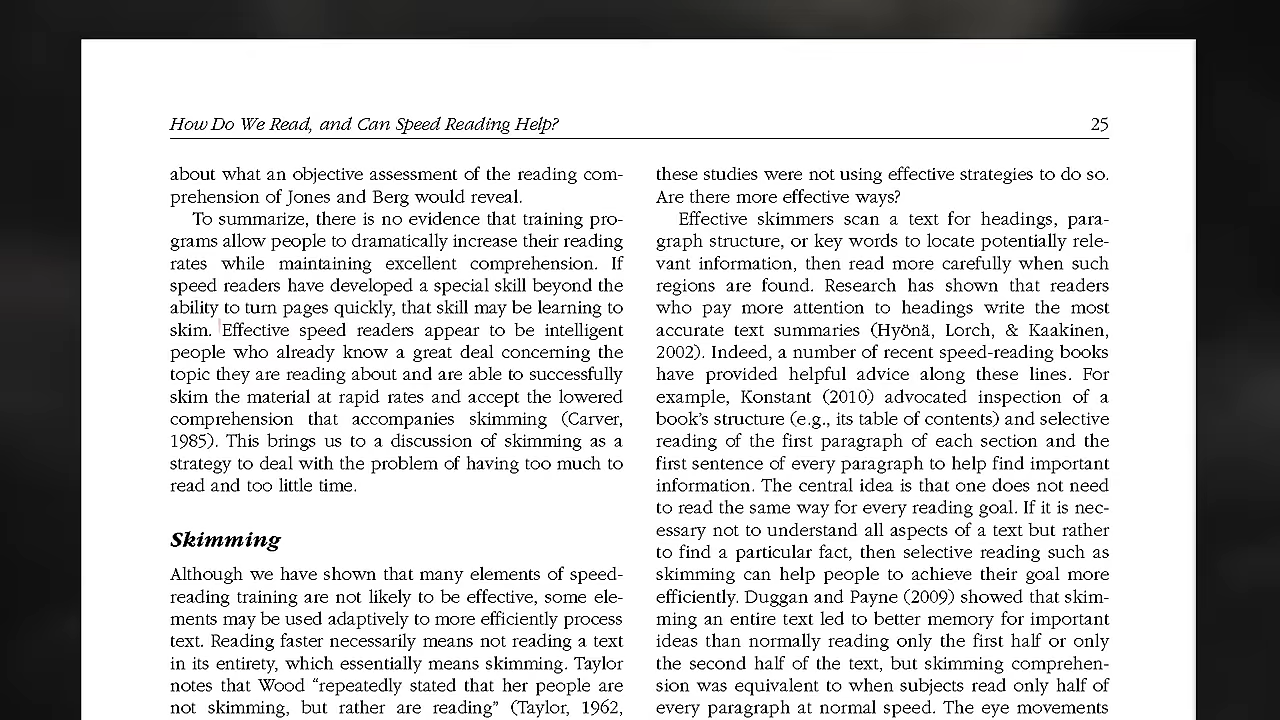 How Do We Read, and Can Speed Reading Help?
25
about what an objective assessment of the reading com-
prehension of Jones and Berg would reveal.
To summarize, there is no evidence that training pro-
grams allow people to dramatically increase their reading
rates while maintaining excellent comprehension. If
speed readers have developed a special skill beyond the
ability to turn pages quickly, that skill may be learning to
skim. Effective speed readers appear to be intelligent
people who already know a great deal concerning the
topic they are reading about and are able to successfully
skim the material at rapid rates and accept the lowered
comprehension that accompanies skimming (Carver,
1985). This brings us to a discussion of skimming as a
strategy to deal with the problem of having too much to
read and too little time.
Skimming
Although we have shown that many elements of speed-
reading training are not likely to be effective, some ele-
ments may be used adaptively to more efficiently process
text. Reading faster necessarily means not reading a text
in its entirety, which essentially means skimming. Taylor
notes that Wood “repeatedly stated that her people are
not skimming, but rather are reading” (Taylor, 1962,
these studies were not using effective strategies to do so.
Are there more effective ways?
Effective skimmers scan a text for headings, para-
graph structure, or key words to locate potentially rele-
vant information, then read more carefully when such
regions are found. Research has shown that readers
who pay more attention to headings write the most
accurate text summaries (Hyönä, Lorch, & Kaakinen,
2002). Indeed, a number of recent speed-reading books
have provided helpful advice along these lines. For
example, Konstant (2010) advocated inspection of a
book’s structure (e.g., its table of contents) and selective
reading of the first paragraph of each section and the
first sentence of every paragraph to help find important
information. The central idea is that one does not need
to read the same way for every reading goal. If it is nec-
essary not to understand all aspects of a text but rather
to find a particular fact, then selective reading such as
skimming can help people to achieve their goal more
efficiently. Duggan and Payne (2009) showed that skim-
ming an entire text led to better memory for important
ideas than normally reading only the first half or only
the second half of the text, but skimming comprehen-
sion was equivalent to when subjects read only half of
every paragraph at normal speed. The eye movements